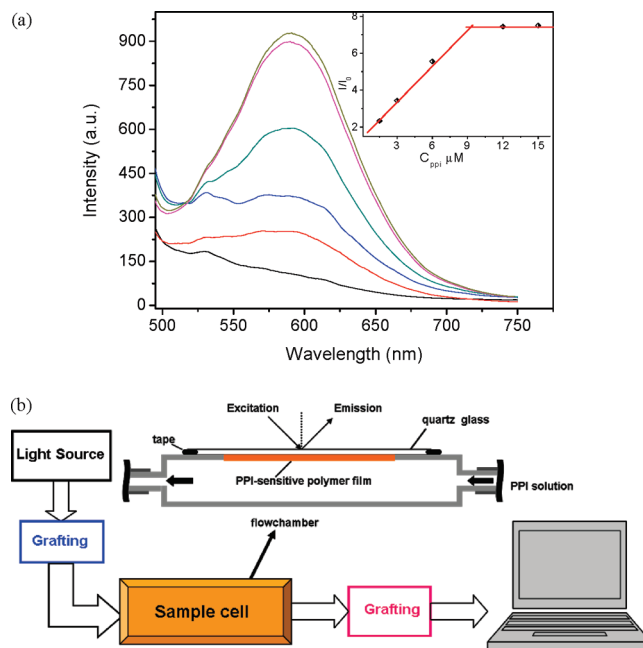 (a)
900
750
600
450
300
150
0
Intensity (a.u.)
495
550
600
650
700
750
Wavelength (nm)
8
6
4
2
I/I0
3
6
9
12
15
Cppi μM
(b)
Excitation
Emission
quartz glass
tape
PPI-sensitive polymer film
PPI solution
Light Source
flowchamber
Grafting
Sample cell
Grafting